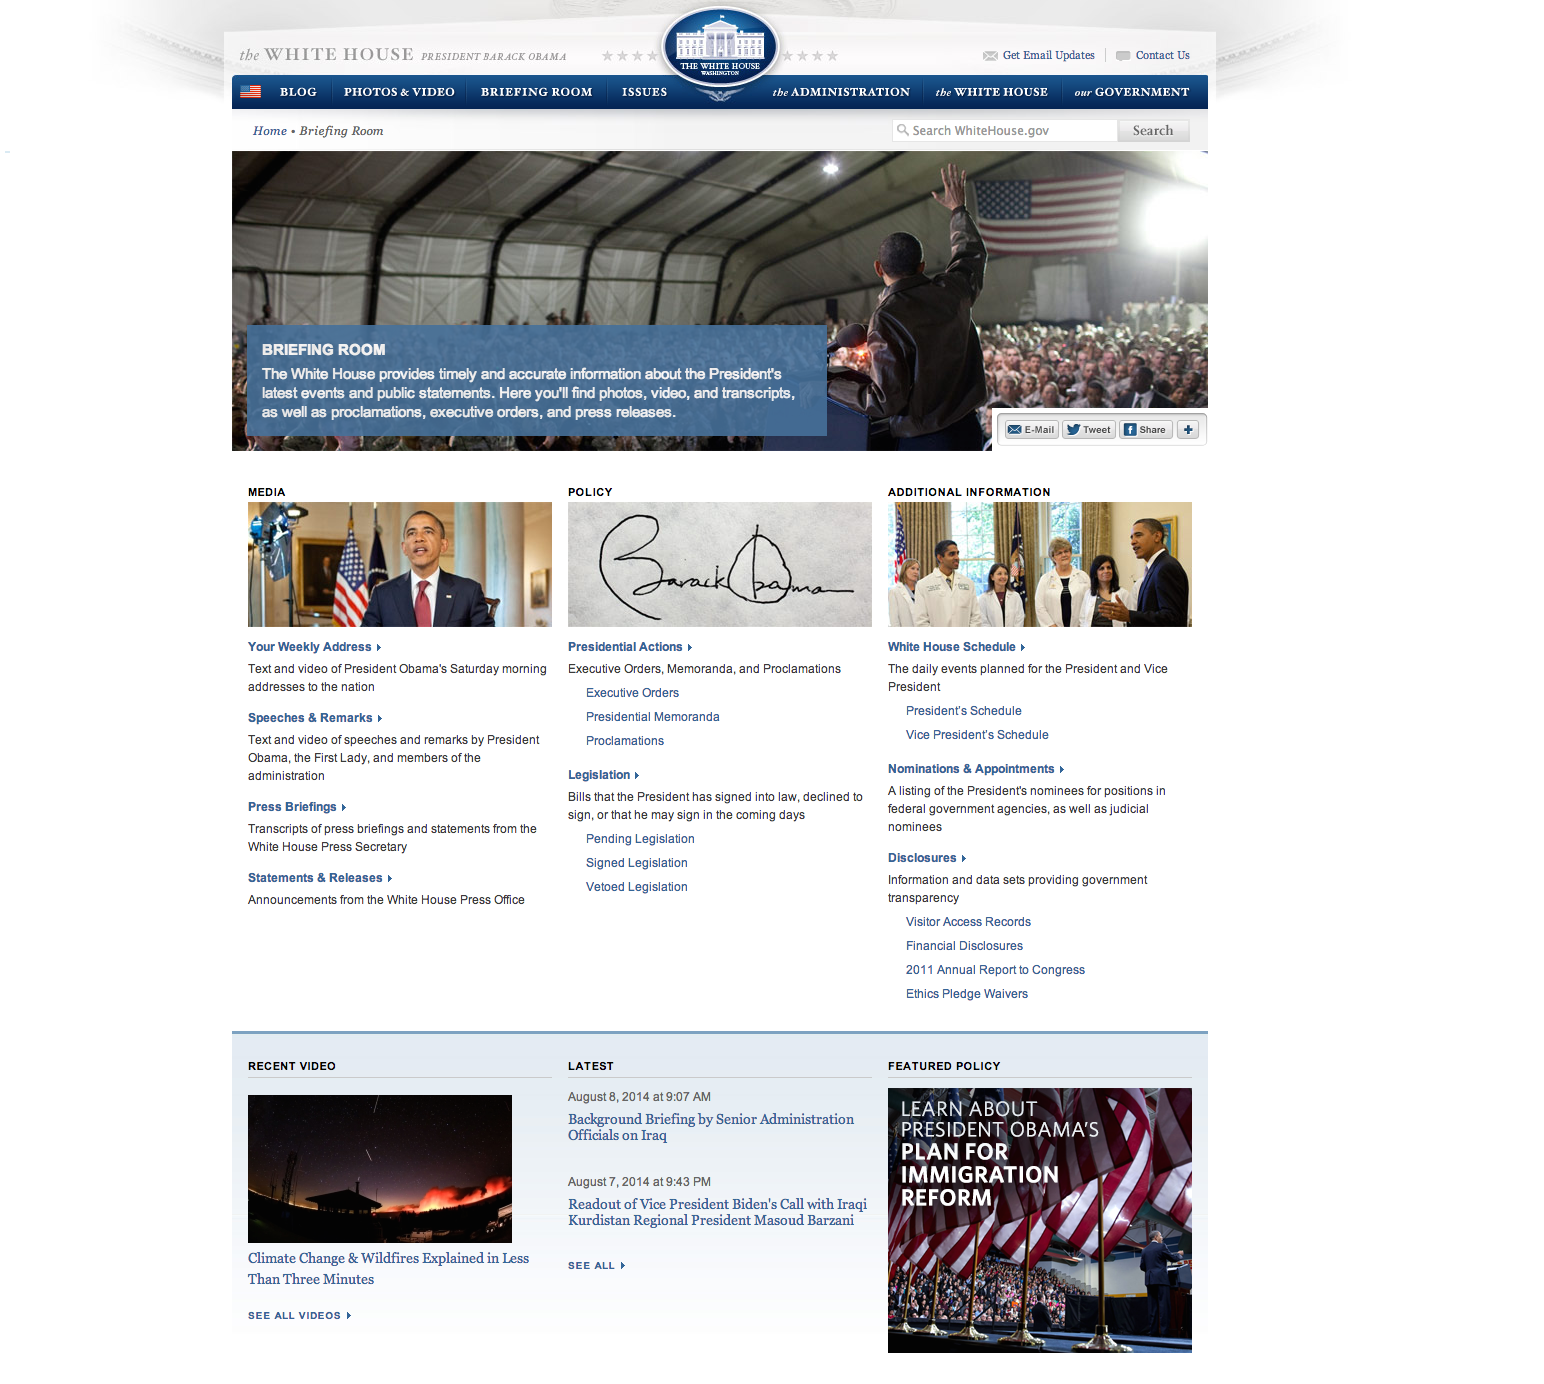 the WHITE HOUSE PRESIDENT BARACK OBAMA
THE WHITE HOUSE
WASHINGTON
Get Email Updates
Contact Us
BLOG
PHOTOS & VIDEO
BRIEFING ROOM
ISSUES
the ADMINISTRATION
the WHITE HOUSE
our GOVERNMENT
Home • Briefing Room
Search WhiteHouse.gov
Search
BRIEFING ROOM
The White House provides timely and accurate information about the President's
latest events and public statements. Here you'll find photos, video, and transcripts,
as well as proclamations, executive orders, and press releases.
E-Mail
Tweet
Share
MEDIA
Your Weekly Address
Text and video of President Obama's Saturday morning
addresses to the nation
Speeches & Remarks
Text and video of speeches and remarks by President
Obama, the First Lady, and members of the
administration
Press Briefings
Transcripts of press briefings and statements from the
White House Press Secretary
Statements & Releases
Announcements from the White House Press Office
POLICY
Barack Obama
Presidential Actions
Executive Orders, Memoranda, and Proclamations
Executive Orders
Presidential Memoranda
Proclamations
Legislation
Bills that the President has signed into law, declined to
sign, or that he may sign in the coming days
Pending Legislation
Signed Legislation
Vetoed Legislation
ADDITIONAL INFORMATION
White House Schedule
The daily events planned for the President and Vice
President
President's Schedule
Vice President's Schedule
Nominations & Appointments
A listing of the President's nominees for positions in
federal government agencies, as well as judicial
nominees
Disclosures
Information and data sets providing government
transparency
Visitor Access Records
Financial Disclosures
2011 Annual Report to Congress
Ethics Pledge Waivers
RECENT VIDEO
Climate Change & Wildfires Explained in Less
Than Three Minutes
SEE ALL VIDEOS
LATEST
August 8, 2014 at 9:07 AM
Background Briefing by Senior Administration
Officials on Iraq
August 7, 2014 at 9:43 PM
Readout of Vice President Biden's Call with Iraqi
Kurdistan Regional President Masoud Barzani
SEE ALL
FEATURED POLICY
LEARN ABOUT
PRESIDENT OBAMA'S
PLAN FOR
IMMIGRATION
REFORM